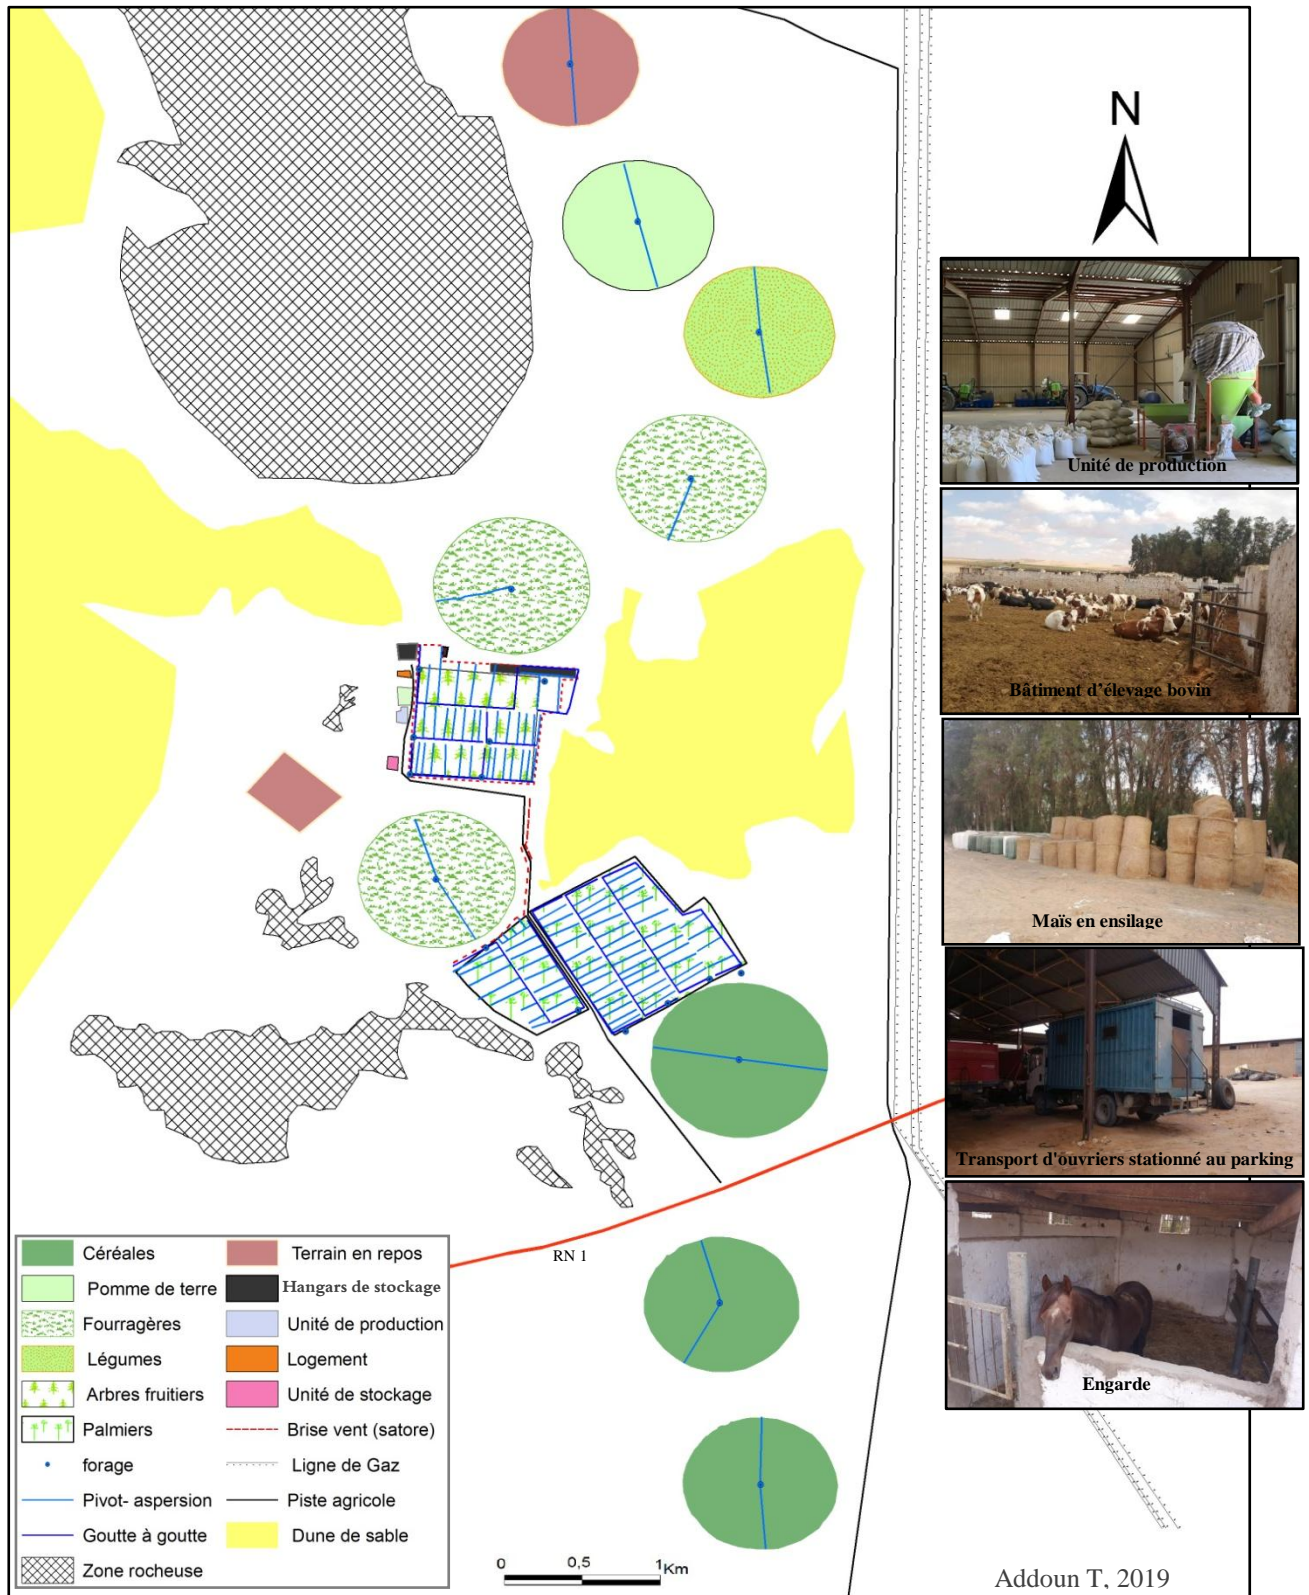 N
Unité de production
Bâtiment d’élevage bovin
Maïs en ensilage
Transport d'ouvriers stationné au parking
Engarde
RN 1
Céréales
Pomme de terre
Fourragères
Légumes
Arbres fruitiers
Palmiers
forage
Pivot- aspersion
Goutte à goutte
Zone rocheuse
Terrain en repos
Hangars de stockage
Unité de production
Logement
Unité de stockage
Brise vent (satore)
Ligne de Gaz
Piste agricole
Dune de sable
0 0,5 1 Km
Addoun T, 2019